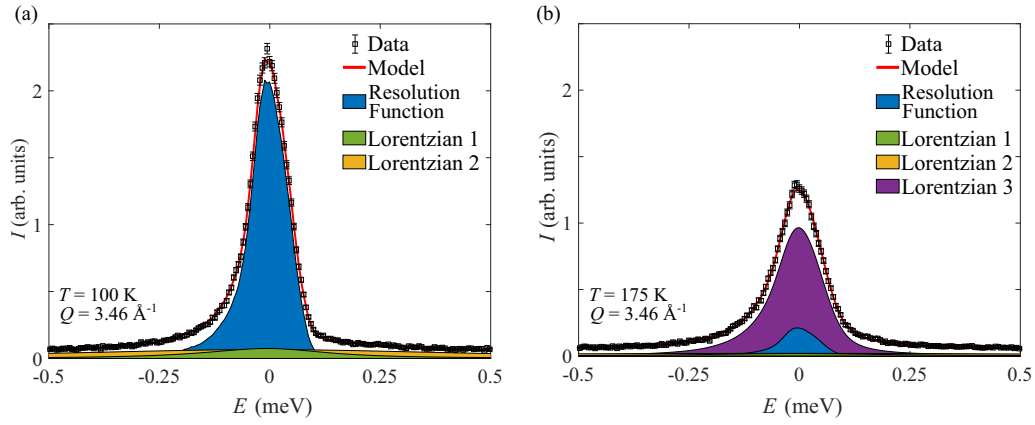 (a)
2
1
0
I (arb. units)
Data
Model
Resolution
Function
Lorentzian 1
Lorentzian 2
T = 100 K
Q = 3.46 Å⁻¹
-0.5
-0.25
0
0.25
0.5
E (meV)
(b)
2
1
0
I (arb. units)
Data
Model
Resolution
Function
Lorentzian 1
Lorentzian 2
Lorentzian 3
T = 175 K
Q = 3.46 Å⁻¹
-0.5
-0.25
0
0.25
0.5
E (meV)